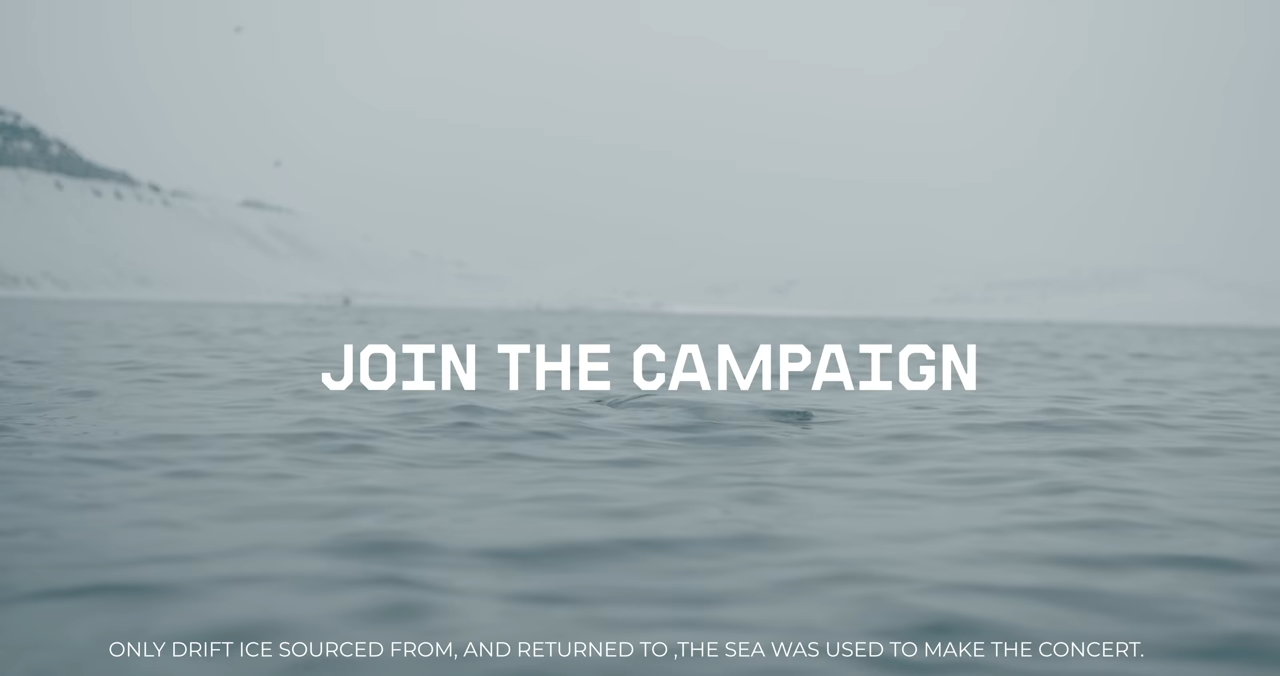 JOIN THE CAMPAIGN
ONLY DRIFT ICE SOURCED FROM, AND RETURNED TO ,THE SEA WAS USED TO MAKE THE CONCERT.